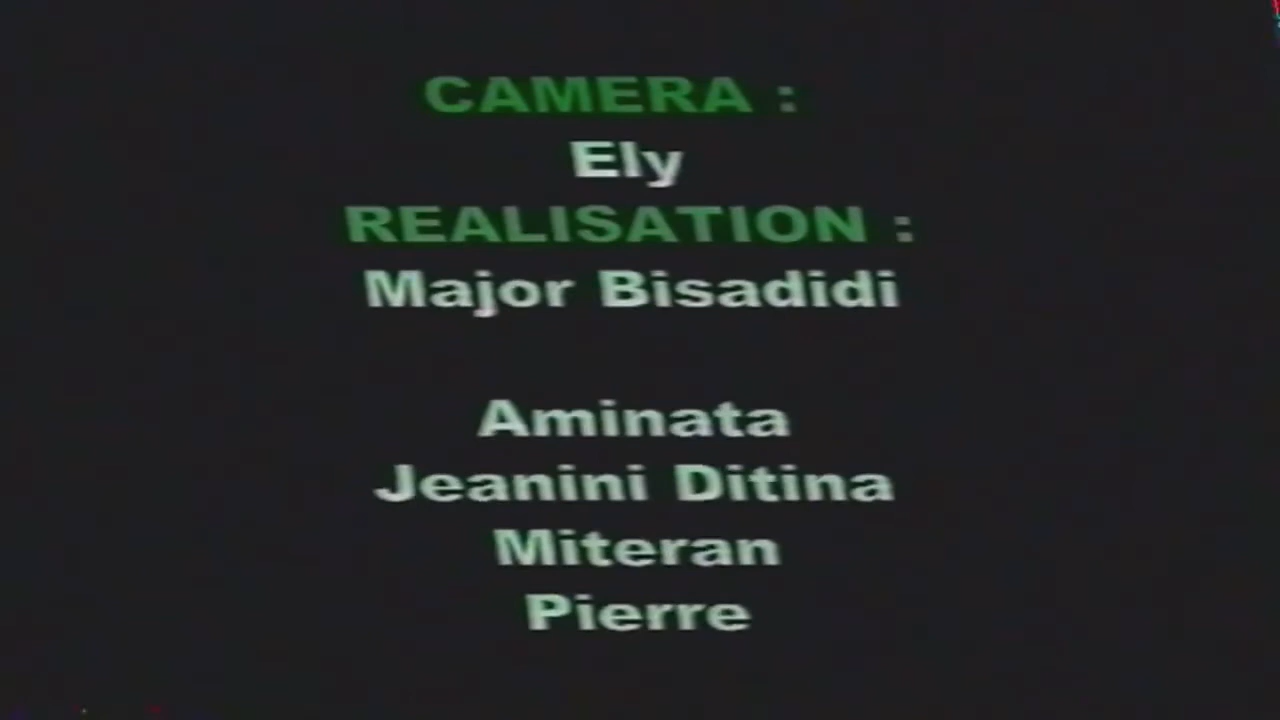 CAMERA :
Ely
REALISATION :
Major Bisadidi
Aminata
Jeanini Ditina
Miteran
Pierre